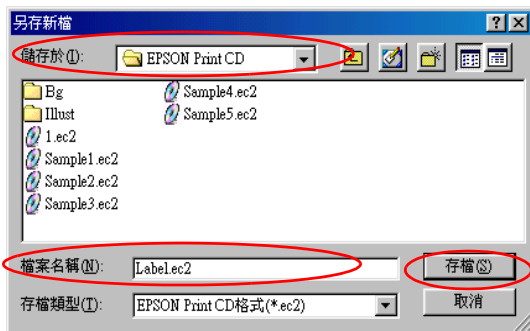 另存新檔
儲存於(I): EPSON Print CD
Bg
Illust
1.ec2
Sample1.ec2
Sample2.ec2
Sample3.ec2
Sample4.ec2
Sample5.ec2
檔案名稱(N): Label.ec2 存檔(S)
存檔類型(T): EPSON Print CD格式(*.ec2) 取消